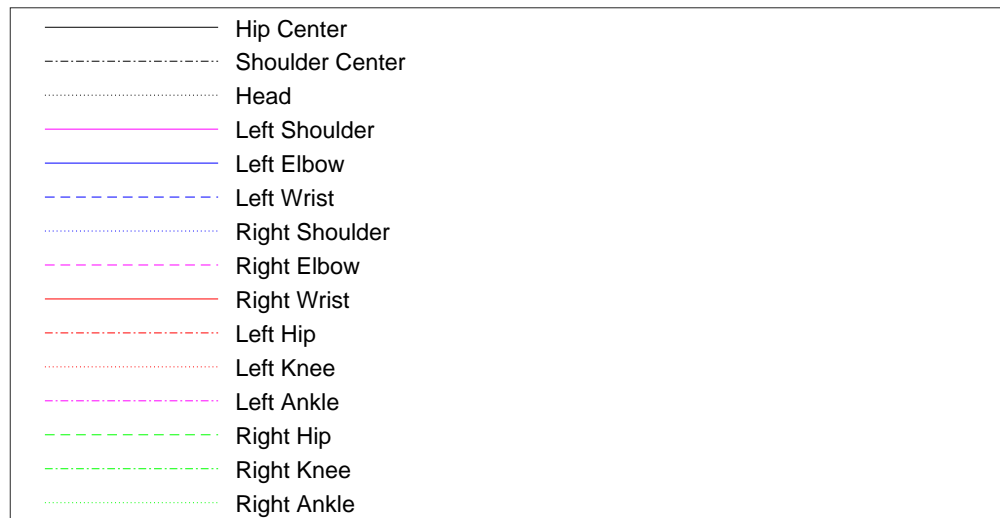 Hip Center
Shoulder Center
Head
Left Shoulder
Left Elbow
Left Wrist
Right Shoulder
Right Elbow
Right Wrist
Left Hip
Left Knee
Left Ankle
Right Hip
Right Knee
Right Ankle